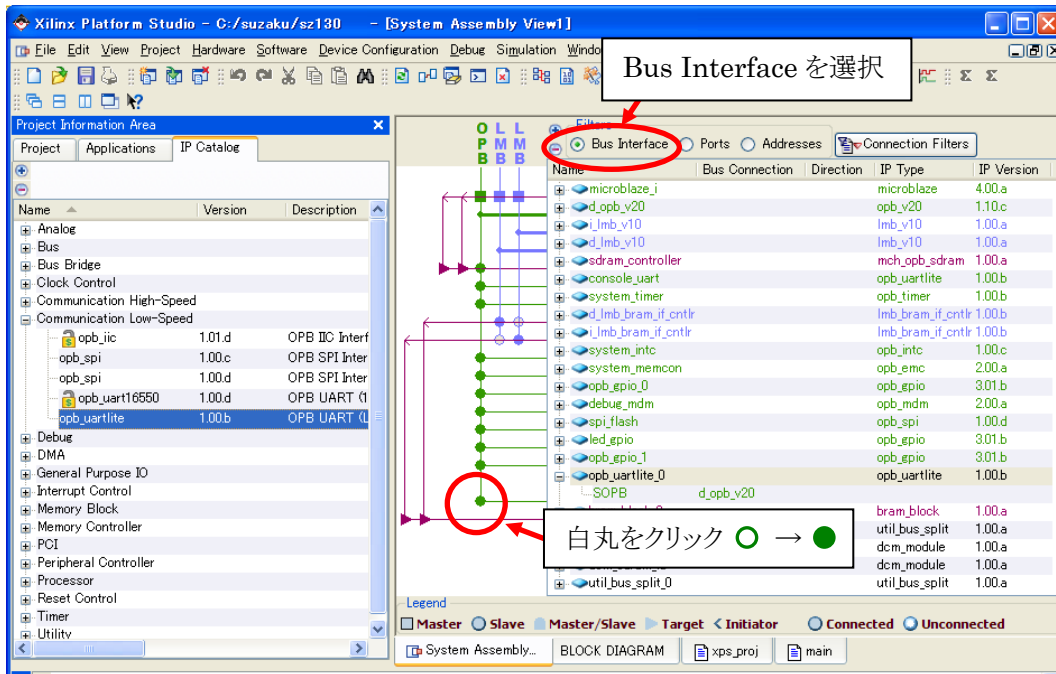 Xilinx Platform Studio - C:/suzaku/sz130 - [System Assembly View1]
File Edit View Project Hardware Software Device Configuration Debug Simulation Windo
Bus Interface を選択
Project Information Area
Project Applications IP Catalog
Name Version Description
Analog
Bus
Bus Bridge
Clock Control
Communication High-Speed
Communication Low-Speed
opb_iic 1.01.d OPB IIC Interf
opb_spi 1.00.c OPB SPI Inter
opb_spi 1.00.d OPB SPI Inter
opb_uart16550 1.00.d OPB UART (1
opb_uartlite 1.00.b OPB UART (L
Debug
DMA
General Purpose IO
Interrupt Control
Memory Block
Memory Controller
PCI
Peripheral Controller
Processor
Reset Control
Timer
Utility
OPB LMB LMB
Filters
Bus Interface Ports Addresses Connection Filters
Name Bus Connection Direction IP Type IP Version
microblaze_i microblaze 4.00.a
d_opb_v20 opb_v20 1.10.c
i_lmb_v10 lmb_v10 1.00.a
d_lmb_v10 lmb_v10 1.00.a
sdram_controller mch_opb_sdram 1.00.a
console_uart opb_uartlite 1.00.b
system_timer opb_timer 1.00.b
d_lmb_bram_if_cntlr lmb_bram_if_cntlr 1.00.b
i_lmb_bram_if_cntlr lmb_bram_if_cntlr 1.00.b
system_intc opb_intc 1.00.c
system_memcon opb_emc 2.00.a
opb_gpio_0 opb_gpio 3.01.b
debug_mdm opb_mdm 2.00.a
spi_flash opb_spi 1.00.d
led_gpio opb_gpio 3.01.b
opb_gpio_1 opb_gpio 3.01.b
opb_uartlite_0 opb_uartlite 1.00.b
SOPB d_opb_v20
bram_block 1.00.a
util_bus_split 1.00.a
dcm_module 1.00.a
dcm_module 1.00.a
util_bus_split_0 util_bus_split 1.00.a
白丸をクリック ○ → ●
Legend
Master Slave Master/Slave Target Initiator Connected Unconnected
System Assembly... BLOCK DIAGRAM xps_proj main